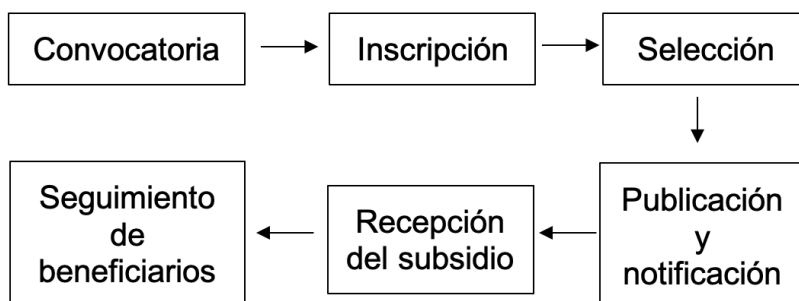 Convocatoria
Inscripción
Selección
Publicación
y
notificación
Recepción
del subsidio
Seguimiento
de
beneficiarios